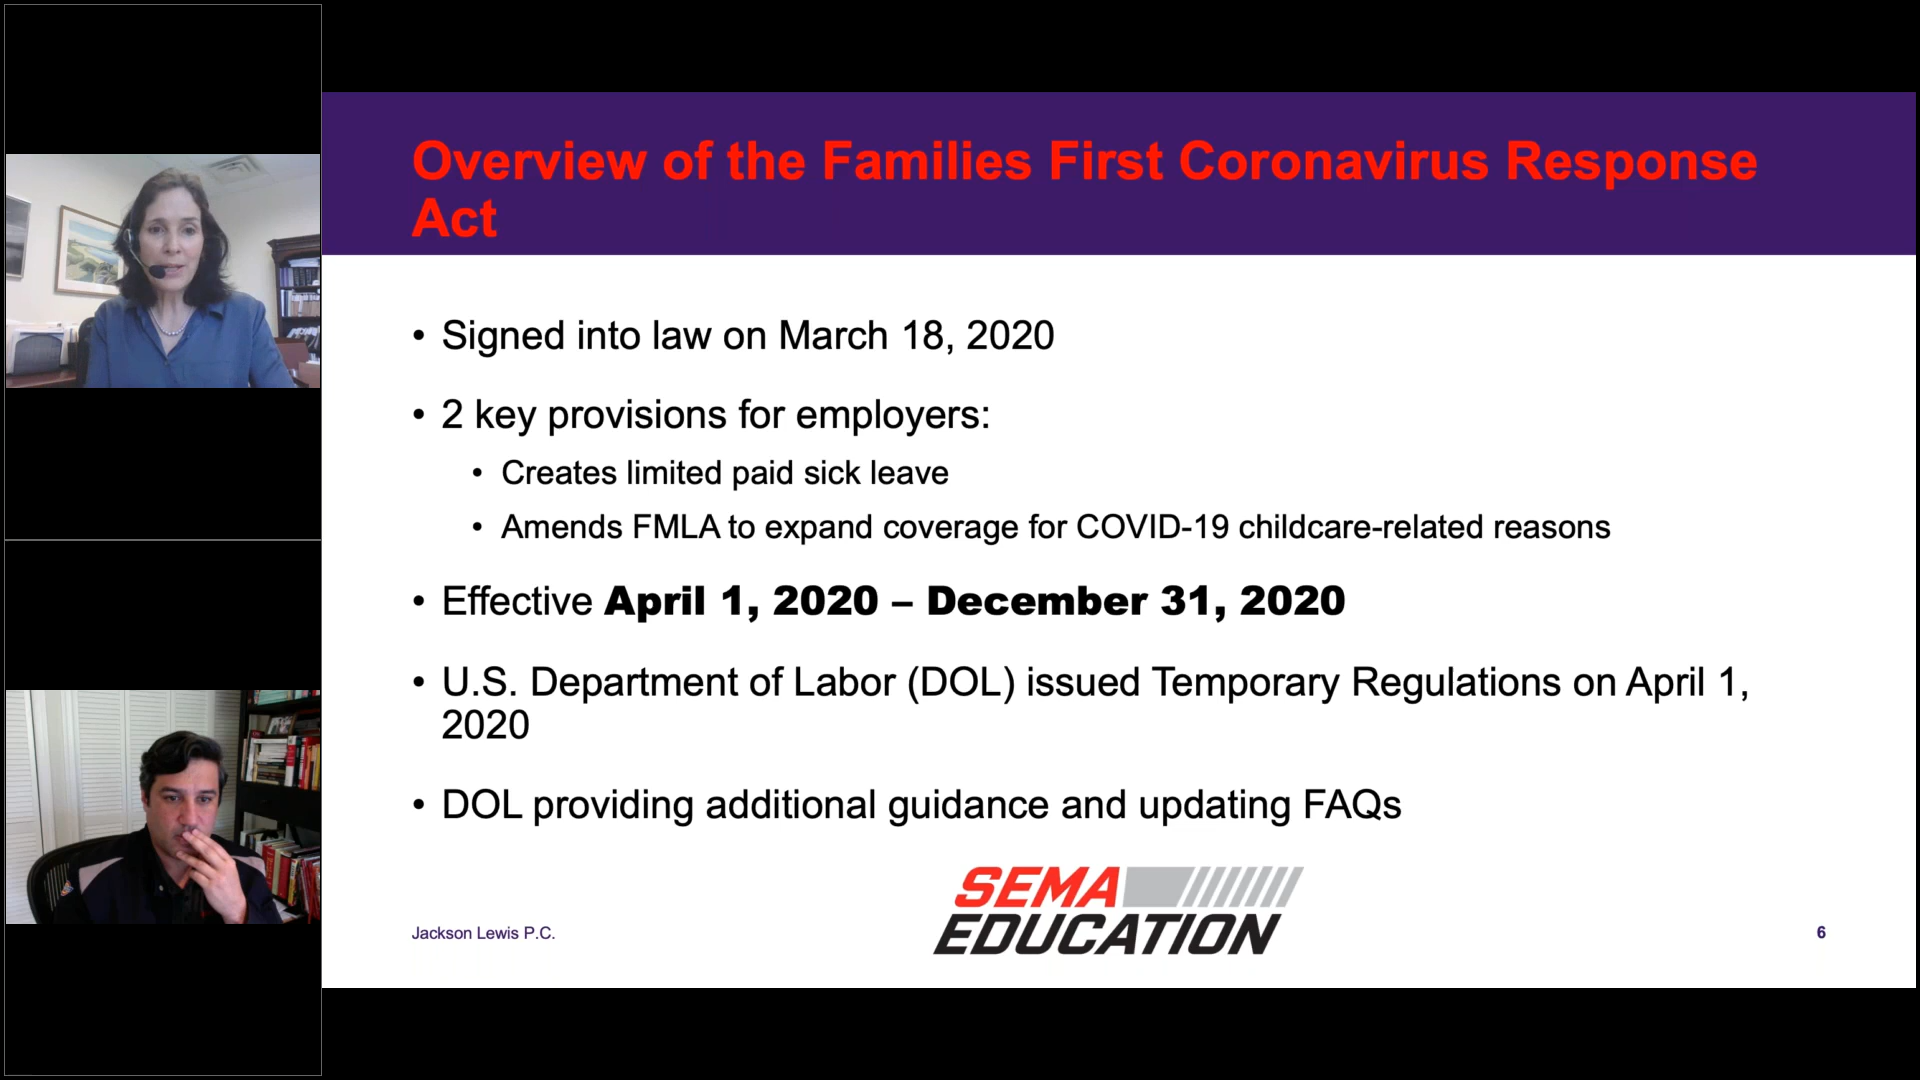 Overview of the Families First Coronavirus Response
Act
• Signed into law on March 18, 2020
• 2 key provisions for employers:
• Creates limited paid sick leave
• Amends FMLA to expand coverage for COVID-19 childcare-related reasons
• Effective April 1, 2020 – December 31, 2020
• U.S. Department of Labor (DOL) issued Temporary Regulations on April 1,
2020
• DOL providing additional guidance and updating FAQs
SEMA
EDUCATION
Jackson Lewis P.C.
6